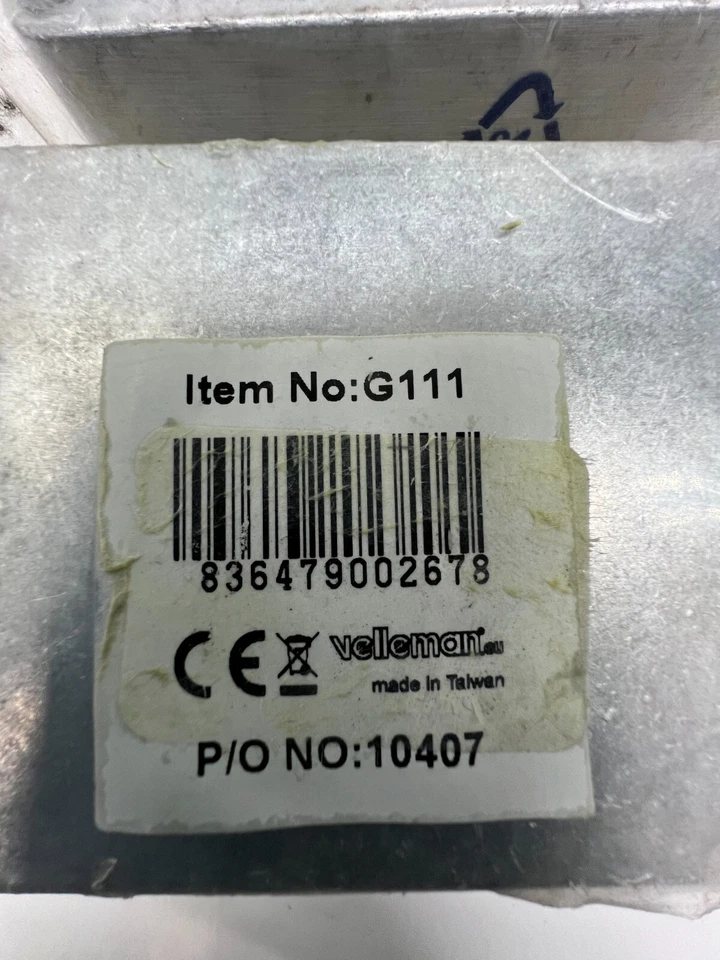 Item No:G111
836479002678
CE velleman.eu
made in Taiwan
P/O NO:10407